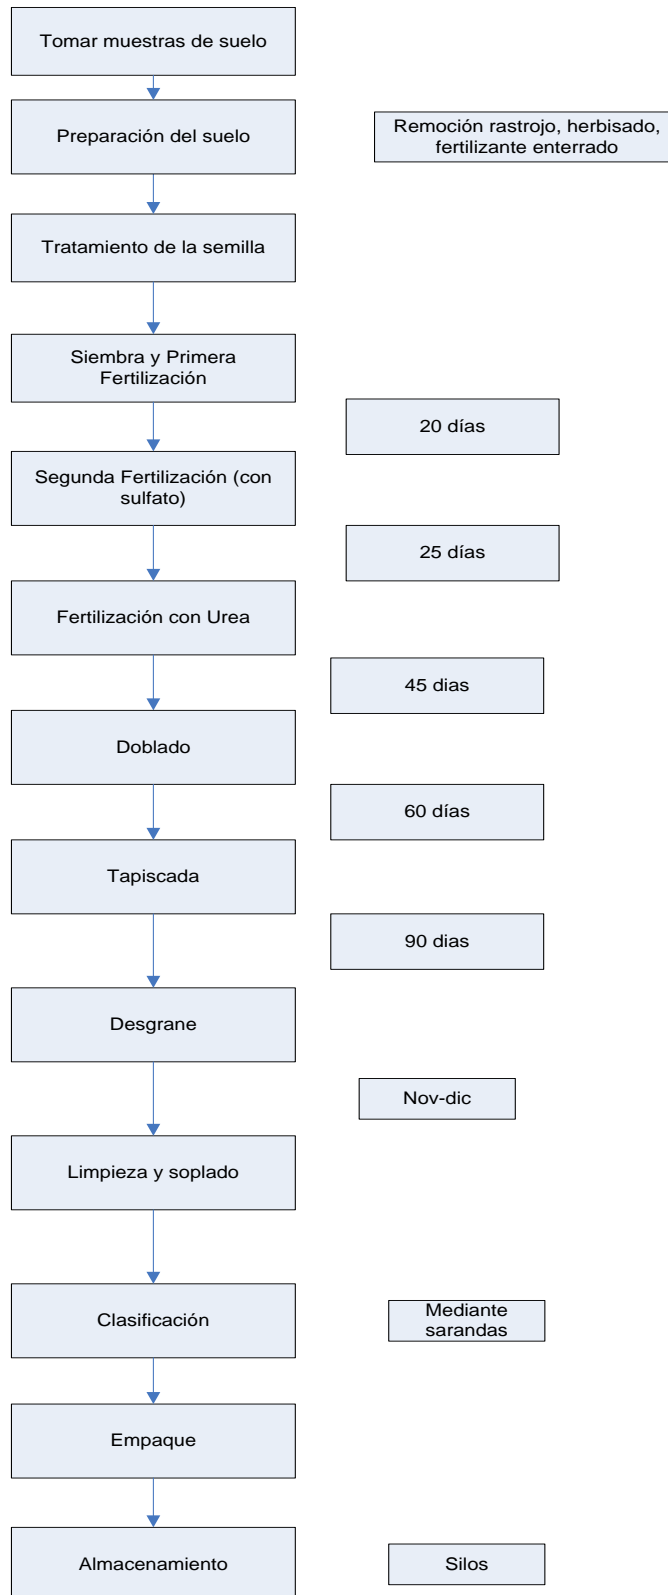 Tomar muestras de suelo
Preparación del suelo
Remoción rastrojo, herbisado,
fertilizante enterrado
Tratamiento de la semilla
Siembra y Primera
Fertilización
20 días
Segunda Fertilización (con
sulfato)
25 días
Fertilización con Urea
45 dias
Doblado
60 días
Tapiscada
90 dias
Desgrane
Nov-dic
Limpieza y soplado
Clasificación
Mediante
sarandas
Empaque
Almacenamiento
Silos